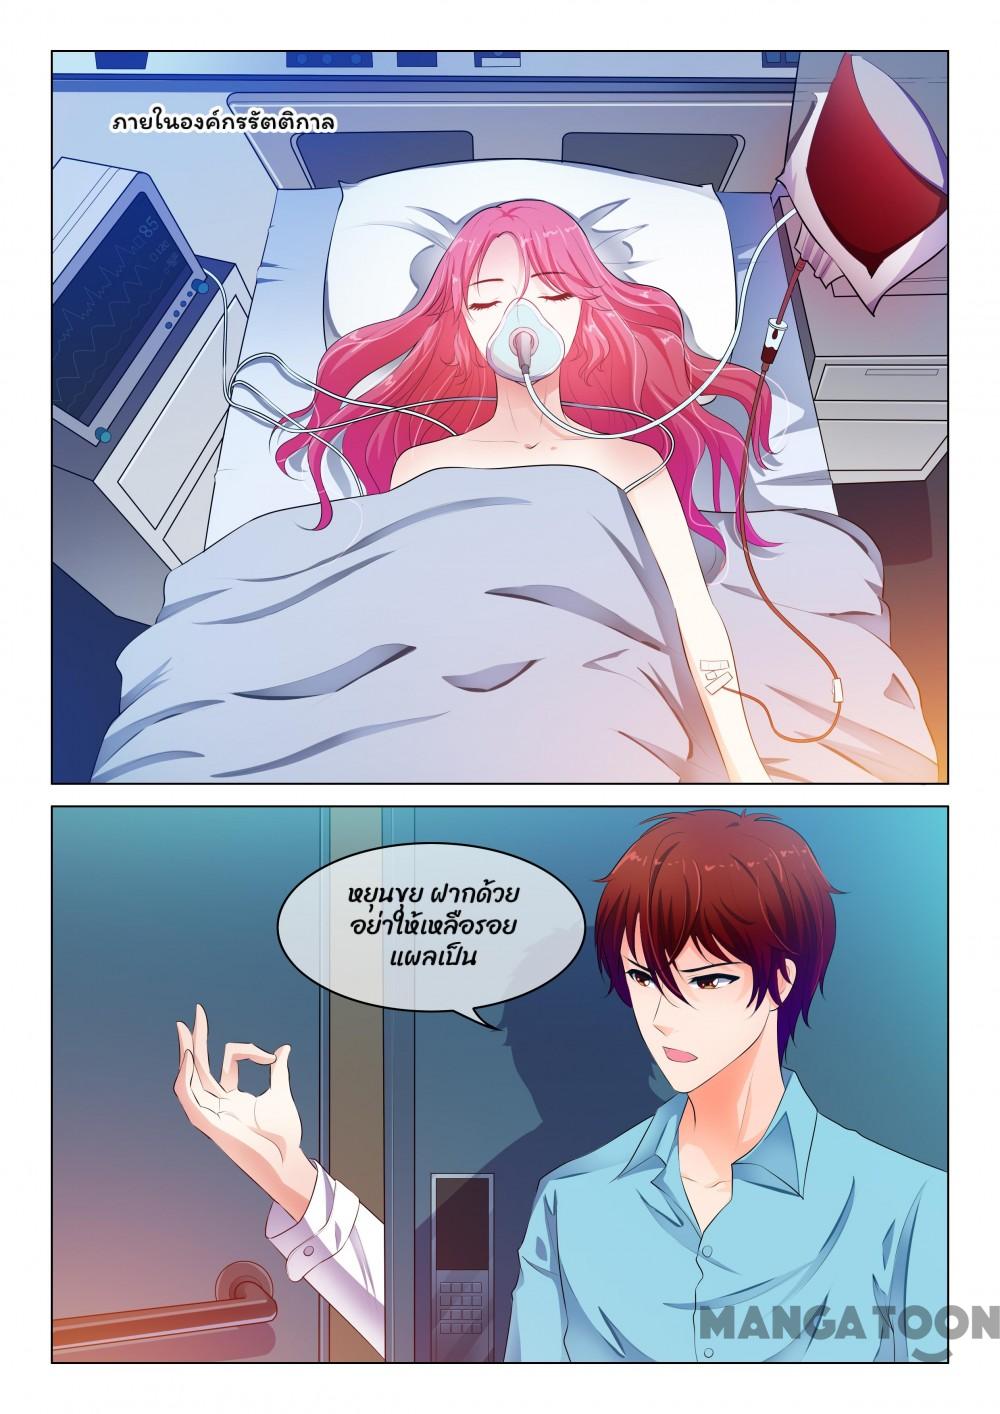 ภายในองค์กรรัตติกาล
85
หยุนซุย ฝากด้วย
อย่าให้เหลือรอย
แผลเป็น
MANGATOON